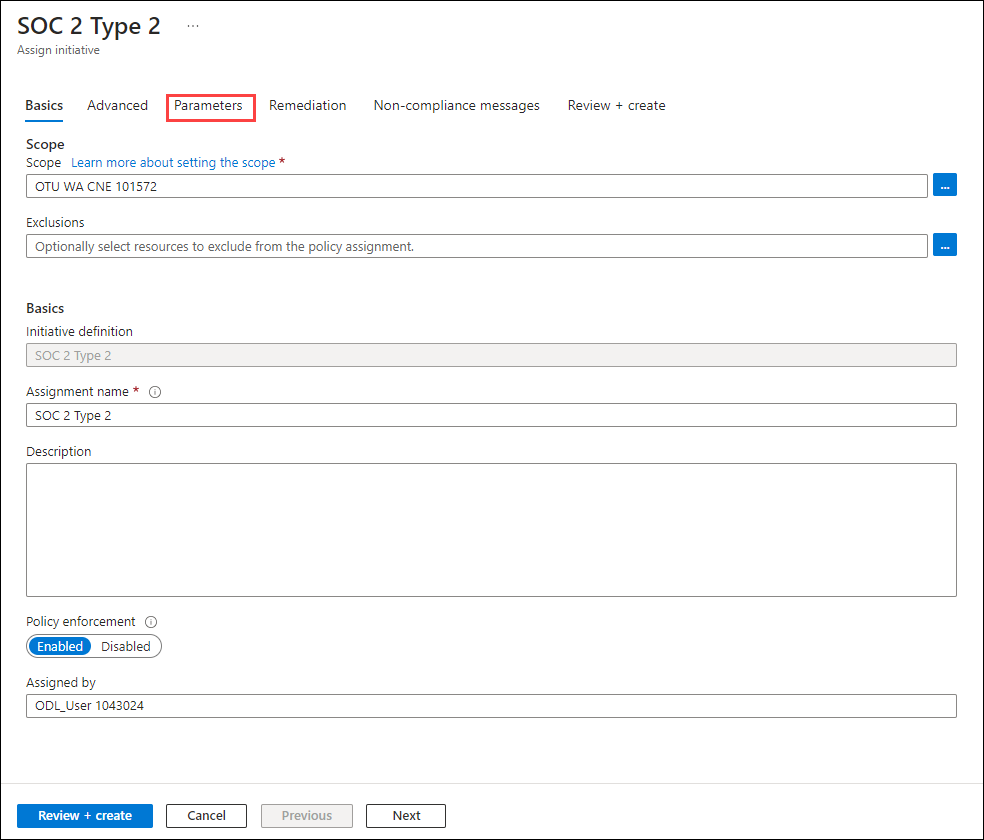 SOC 2 Type 2 ...
Assign initiative
Basics Advanced Parameters Remediation Non-compliance messages Review + create
Scope
Scope Learn more about setting the scope *
OTU WA CNE 101572 ...
Exclusions
Optionally select resources to exclude from the policy assignment. ...
Basics
Initiative definition
SOC 2 Type 2
Assignment name *
SOC 2 Type 2
Description
Policy enforcement
Enabled Disabled
Assigned by
ODL_User 1043024
Review + create Cancel Previous Next